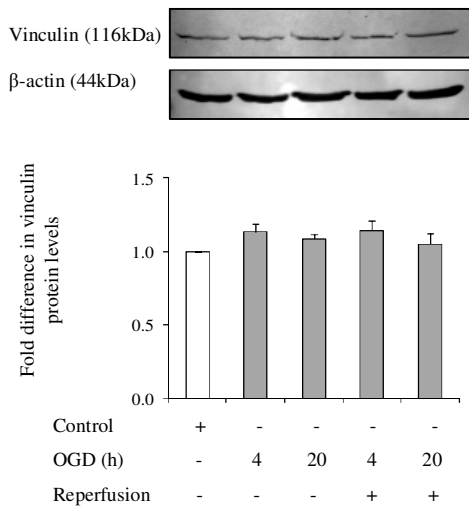 Vinculin (116kDa)
β-actin (44kDa)
Fold difference in vinculin
protein levels
1.5
1.0
0.5
0.0
Control + - - - -
OGD (h) - 4 20 4 20
Reperfusion - - - + +